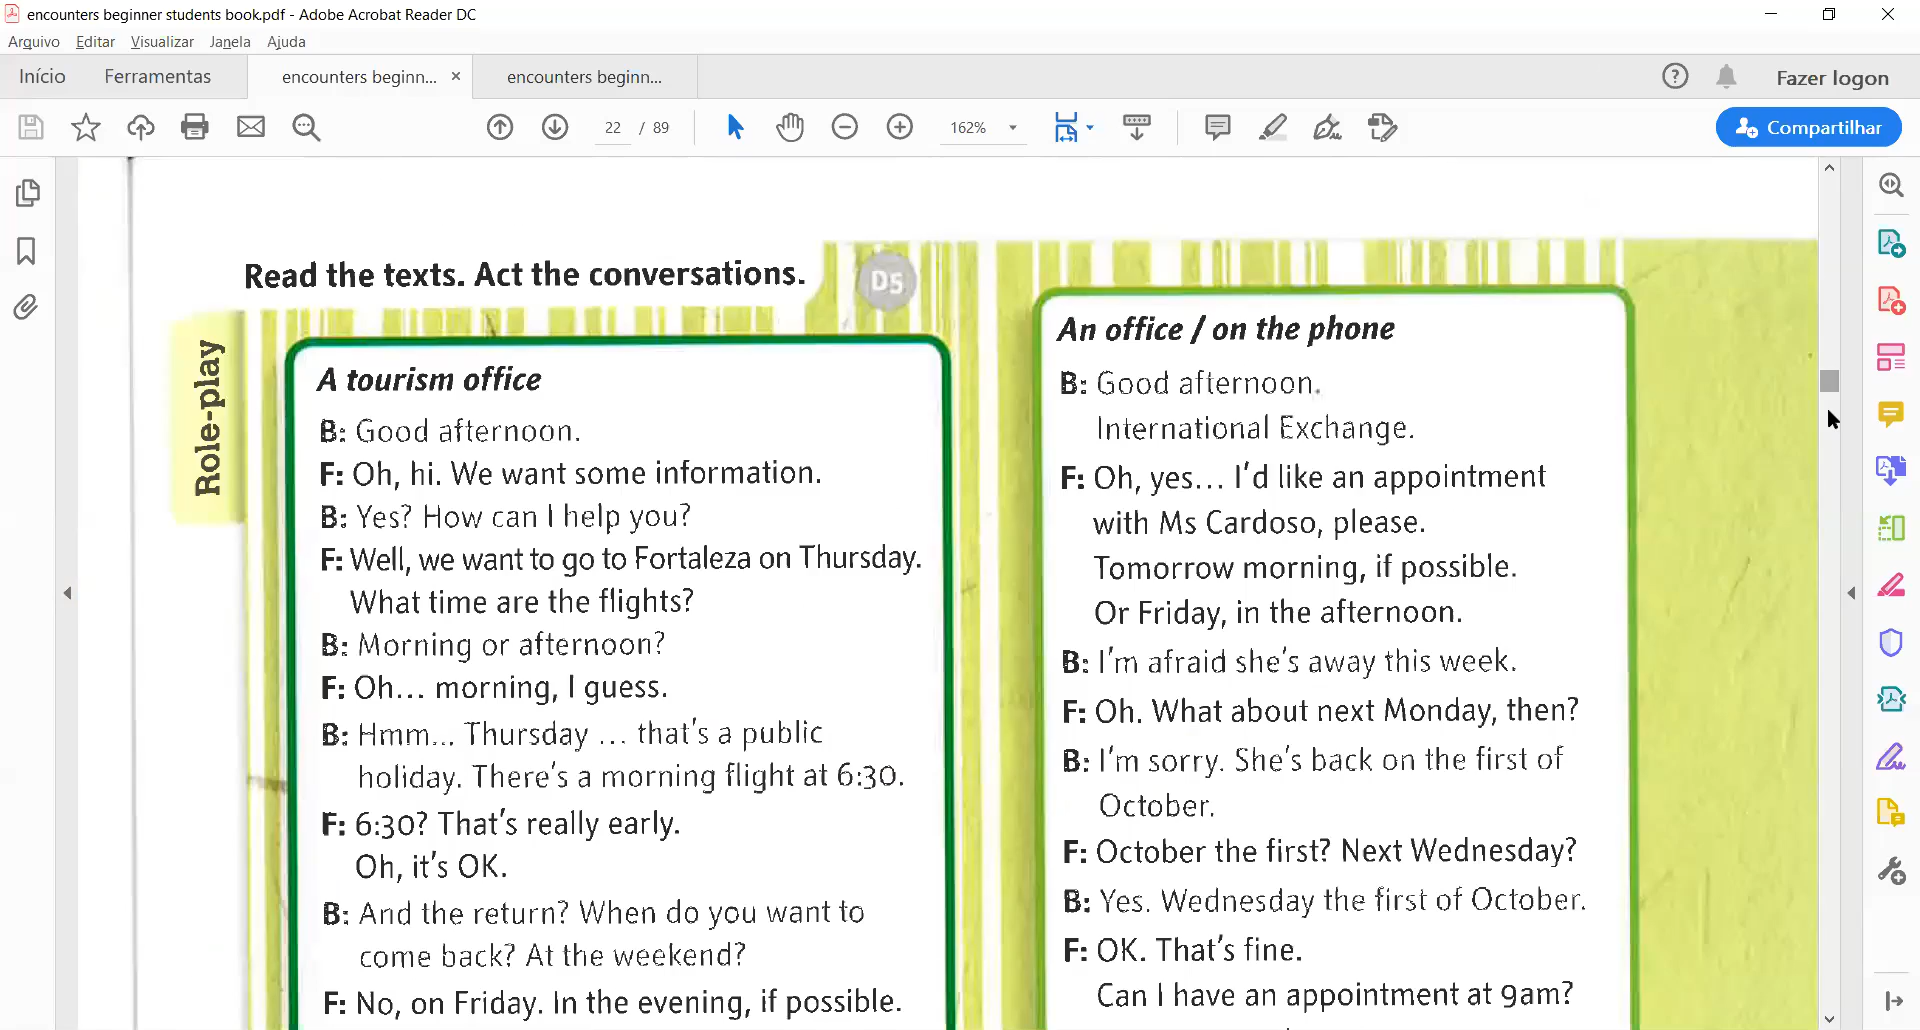 encounters beginner students book.pdf - Adobe Acrobat Reader DC
Arquivo Editar Visualizar Janela Ajuda
Início Ferramentas encounters beginn... × encounters beginn... Fazer logon
22 / 89 162% Compartilhar
Read the texts. Act the conversations. D5
Role-play
A tourism office
B: Good afternoon.
F: Oh, hi. We want some information.
B: Yes? How can I help you?
F: Well, we want to go to Fortaleza on Thursday.
What time are the flights?
B: Morning or afternoon?
F: Oh... morning, I guess.
B: Hmm... Thursday ... that's a public
holiday. There's a morning flight at 6:30.
F: 6:30? That's really early.
Oh, it's OK.
B: And the return? When do you want to
come back? At the weekend?
F: No, on Friday. In the evening, if possible.
An office / on the phone
B: Good afternoon.
International Exchange.
F: Oh, yes... I'd like an appointment
with Ms Cardoso, please.
Tomorrow morning, if possible.
Or Friday, in the afternoon.
B: I'm afraid she's away this week.
F: Oh. What about next Monday, then?
B: I'm sorry. She's back on the first of
October.
F: October the first? Next Wednesday?
B: Yes. Wednesday the first of October.
F: OK. That's fine.
Can I have an appointment at 9am?